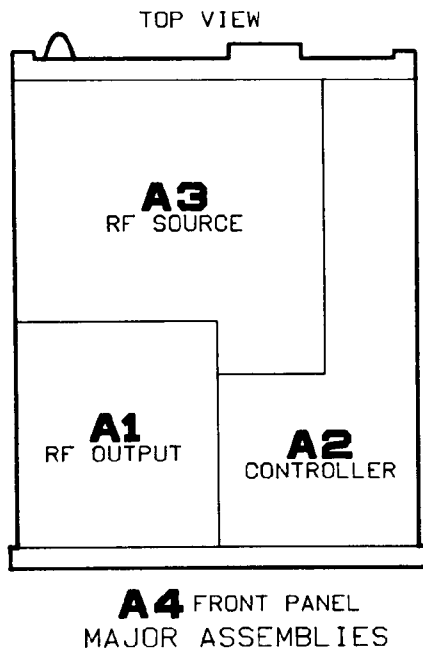 TOP VIEW
A3
RF SOURCE
A1
RF OUTPUT
A2
CONTROLLER
A4 FRONT PANEL
MAJOR ASSEMBLIES